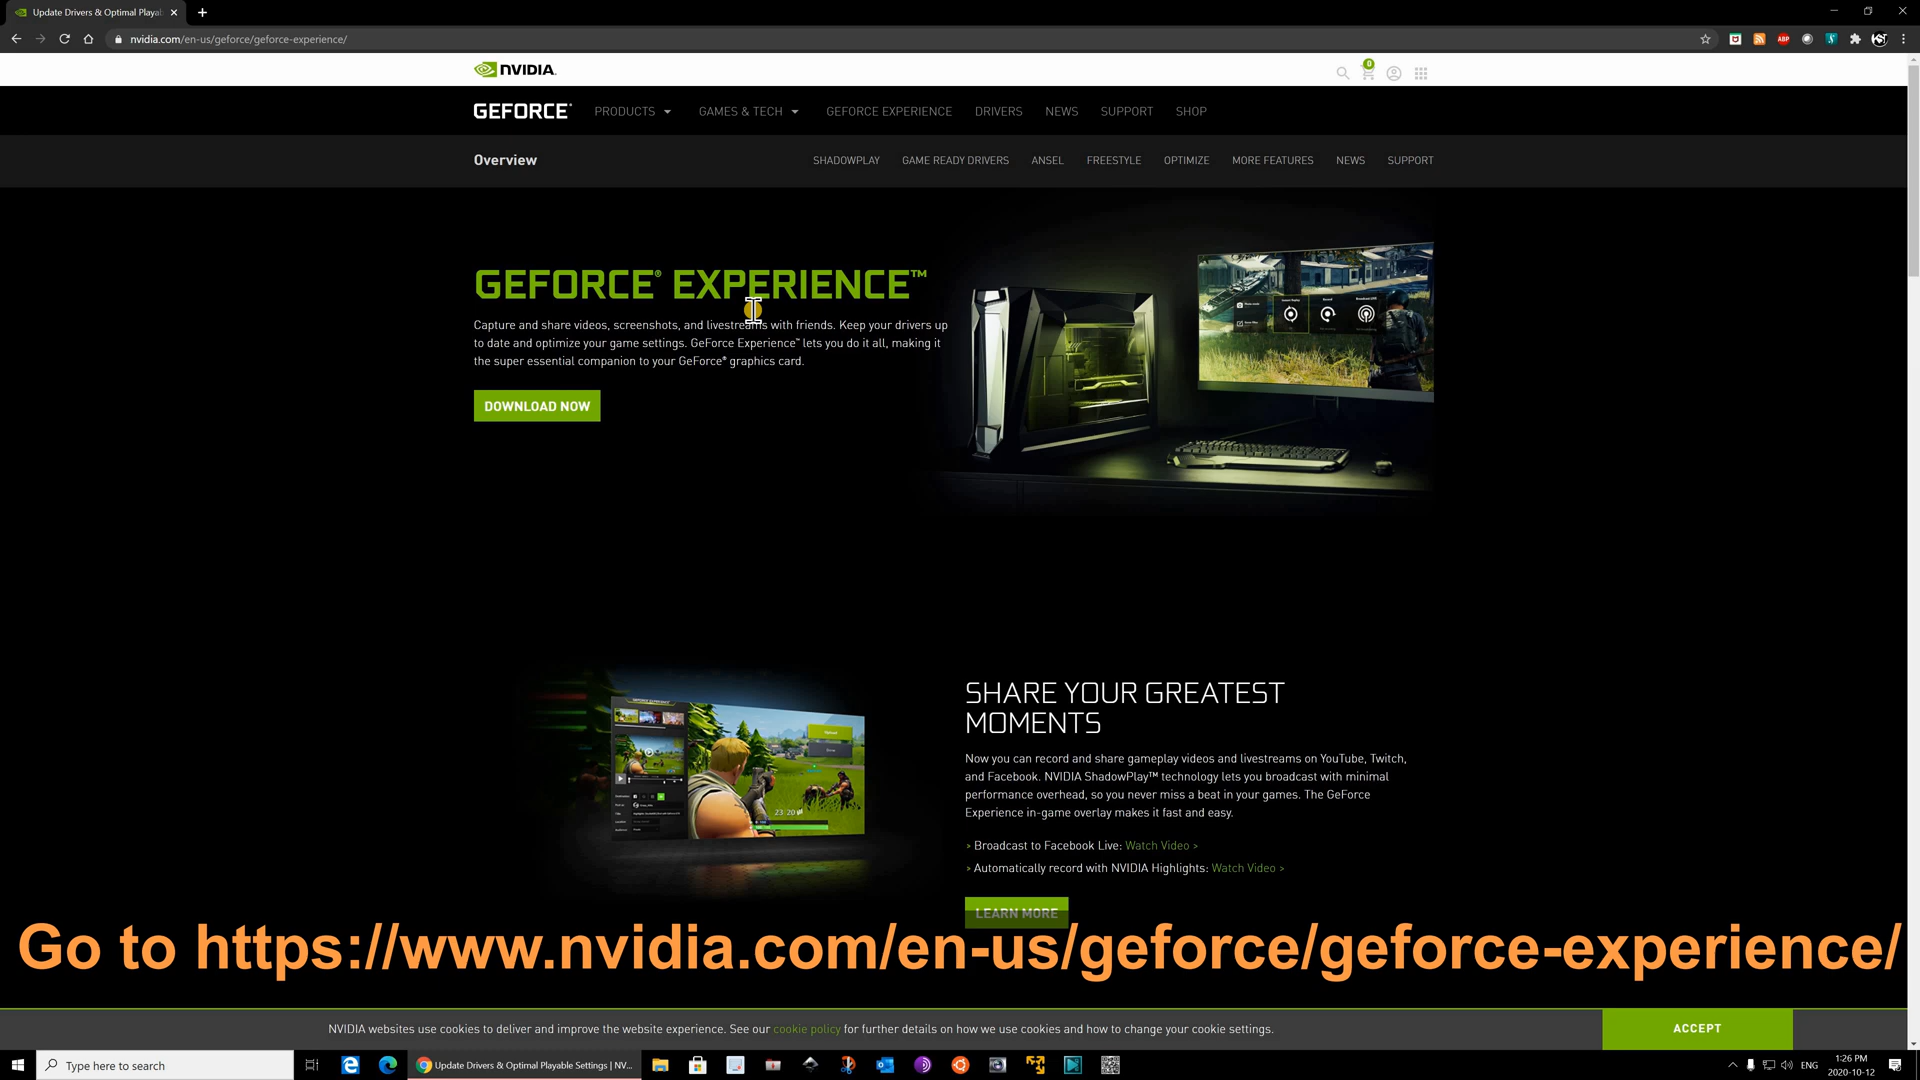 Update Drivers & Optimal Playa
nvidia.com/en-us/geforce/geforce-experience/
ABP
NVIDIA.
0
GEFORCE® PRODUCTS GAMES & TECH GEFORCE EXPERIENCE DRIVERS NEWS SUPPORT SHOP
Overview SHADOWPLAY GAME READY DRIVERS ANSEL FREESTYLE OPTIMIZE MORE FEATURES NEWS SUPPORT
GEFORCE® EXPERIENCE™
Capture and share videos, screenshots, and livestreams with friends. Keep your drivers up
to date and optimize your game settings. GeForce Experience™ lets you do it all, making it
the super essential companion to your GeForce® graphics card.
DOWNLOAD NOW
SHARE YOUR GREATEST
MOMENTS
Now you can record and share gameplay videos and livestreams on YouTube, Twitch,
and Facebook. NVIDIA ShadowPlay™ technology lets you broadcast with minimal
performance overhead, so you never miss a beat in your games. The GeForce
Experience in-game overlay makes it fast and easy.
> Broadcast to Facebook Live: Watch Video >
> Automatically record with NVIDIA Highlights: Watch Video >
LEARN MORE
Go to https://www.nvidia.com/en-us/geforce/geforce-experience/
NVIDIA websites use cookies to deliver and improve the website experience. See our cookie policy for further details on how we use cookies and how to change your cookie settings.
ACCEPT
Type here to search
Update Drivers & Optimal Playable Settings | NV...
ENG
1:26 PM
2020-10-12